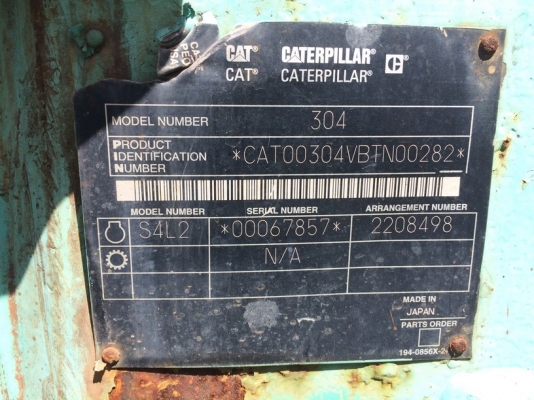 CAT® CATERPILLAR® C
CAT® CATERPILLAR®
MODEL NUMBER 304
PRODUCT IDENTIFICATION NUMBER *CAT00304VBTN00282*
MODEL NUMBER SERIAL NUMBER ARRANGEMENT NUMBER
S4L2 *00067857* 2208498
N/A
MADE IN
JAPAN
PARTS ORDER